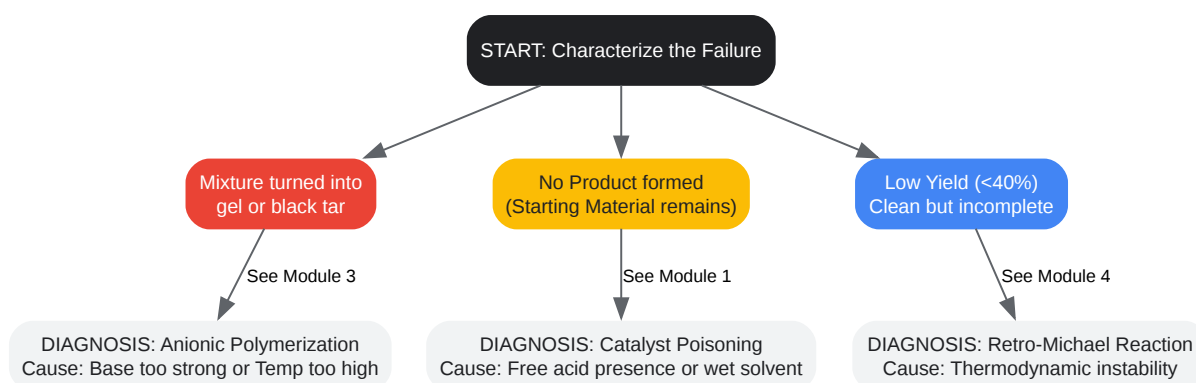 START: Characterize the Failure
Mixture turned into
gel or black tar
No Product formed
(Starting Material remains)
Low Yield (<40%)
Clean but incomplete
See Module 3
See Module 1
See Module 4
DIAGNOSIS: Anionic Polymerization
Cause: Base too strong or Temp too high
DIAGNOSIS: Catalyst Poisoning
Cause: Free acid presence or wet solvent
DIAGNOSIS: Retro-Michael Reaction
Cause: Thermodynamic instability